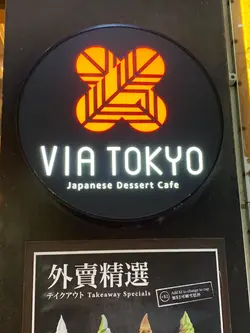 VIA TOKYO
Japanese Dessert Cafe
外賣精選
テイクアウト Takeaway Specials